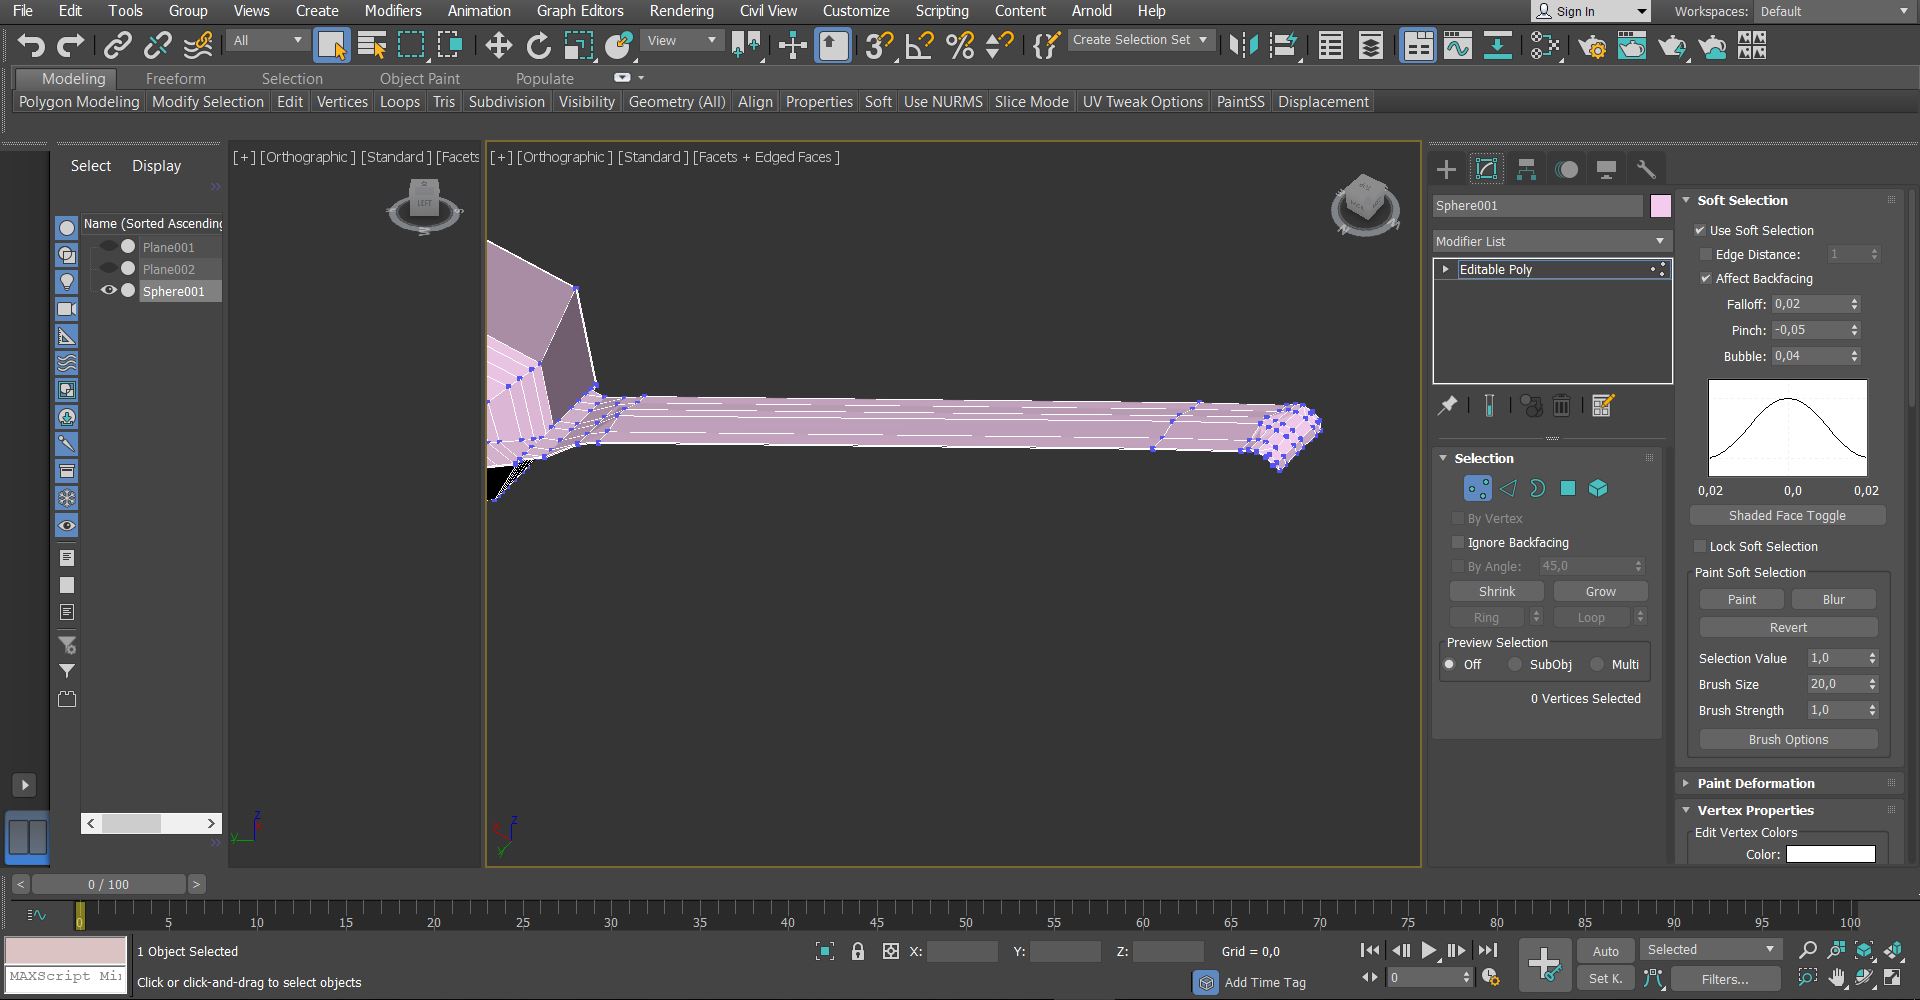 File Edit Tools Group Views Create Modifiers Animation Graph Editors Rendering Civil View Customize Scripting Content Arnold Help Sign In Workspaces: Default
All View Create Selection Set
Modeling Freeform Selection Object Paint Populate
Polygon Modeling Modify Selection Edit Vertices Loops Tris Subdivision Visibility Geometry (All) Align Properties Soft Use NURMS Slice Mode UV Tweak Options PaintSS Displacement
Select Display
Name (Sorted Ascending
Plane001
Plane002
Sphere001
[+] [Orthographic ] [Standard ] [Facets
LEFT
Z
Y
[+] [Orthographic ] [Standard ] [Facets + Edged Faces ]
Z
Y
Sphere001
Modifier List
Editable Poly
Selection
By Vertex
Ignore Backfacing
By Angle: 45,0
Shrink Grow
Ring Loop
Preview Selection
Off SubObj Multi
0 Vertices Selected
Soft Selection
Use Soft Selection
Edge Distance: 1
Affect Backfacing
Falloff: 0,02
Pinch: -0,05
Bubble: 0,04
0,02 0,0 0,02
Shaded Face Toggle
Lock Soft Selection
Paint Soft Selection
Paint Blur
Revert
Selection Value 1,0
Brush Size 20,0
Brush Strength 1,0
Brush Options
Paint Deformation
Vertex Properties
Edit Vertex Colors
Color:
< 0 / 100 >
0 5 10 15 20 25 30 35 40 45 50 55 60 65 70 75 80 85 90 95 100
1 Object Selected X: Y: Z: Grid = 0,0 Auto Selected
MAXScript Mi
Click or click-and-drag to select objects Add Time Tag 0 Set K. Filters...